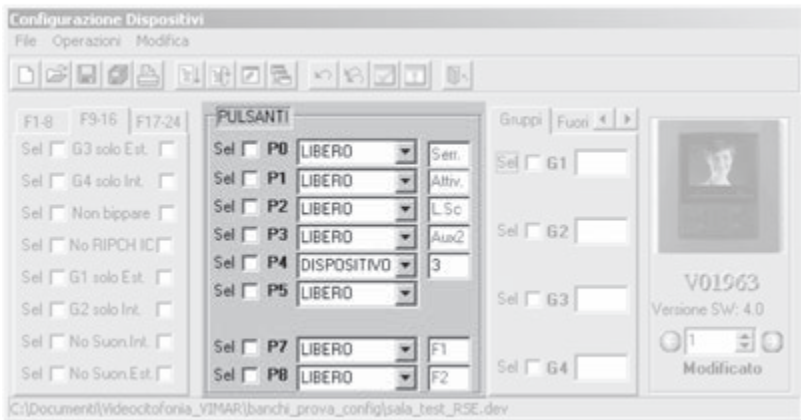 Configurazione Dispositivi
File Operazioni Modifica
F1-8 F9-16 F17-24
Sel G3 solo Est.
Sel G4 solo Int.
Sel Non bippare
Sel No RIPCH IC
Sel G1 solo Est.
Sel G2 solo Int.
Sel No Suon.Int.
Sel No Suon.Est.
PULSANTI
Sel P0 LIBERO Serr.
Sel P1 LIBERO Attiv.
Sel P2 LIBERO L.Sc
Sel P3 LIBERO Aux2
Sel P4 DISPOSITIVO 3
Sel P5 LIBERO
Sel P7 LIBERO F1
Sel P8 LIBERO F2
Gruppi Fuori
Sel G1
Sel G2
Sel G3
Sel G4
V01963
Versione SW: 4.0
1
Modificato
C:\Documenti\Videocitofonia_VIMAR\banchi_prova_config\sala_test_RSE.dev